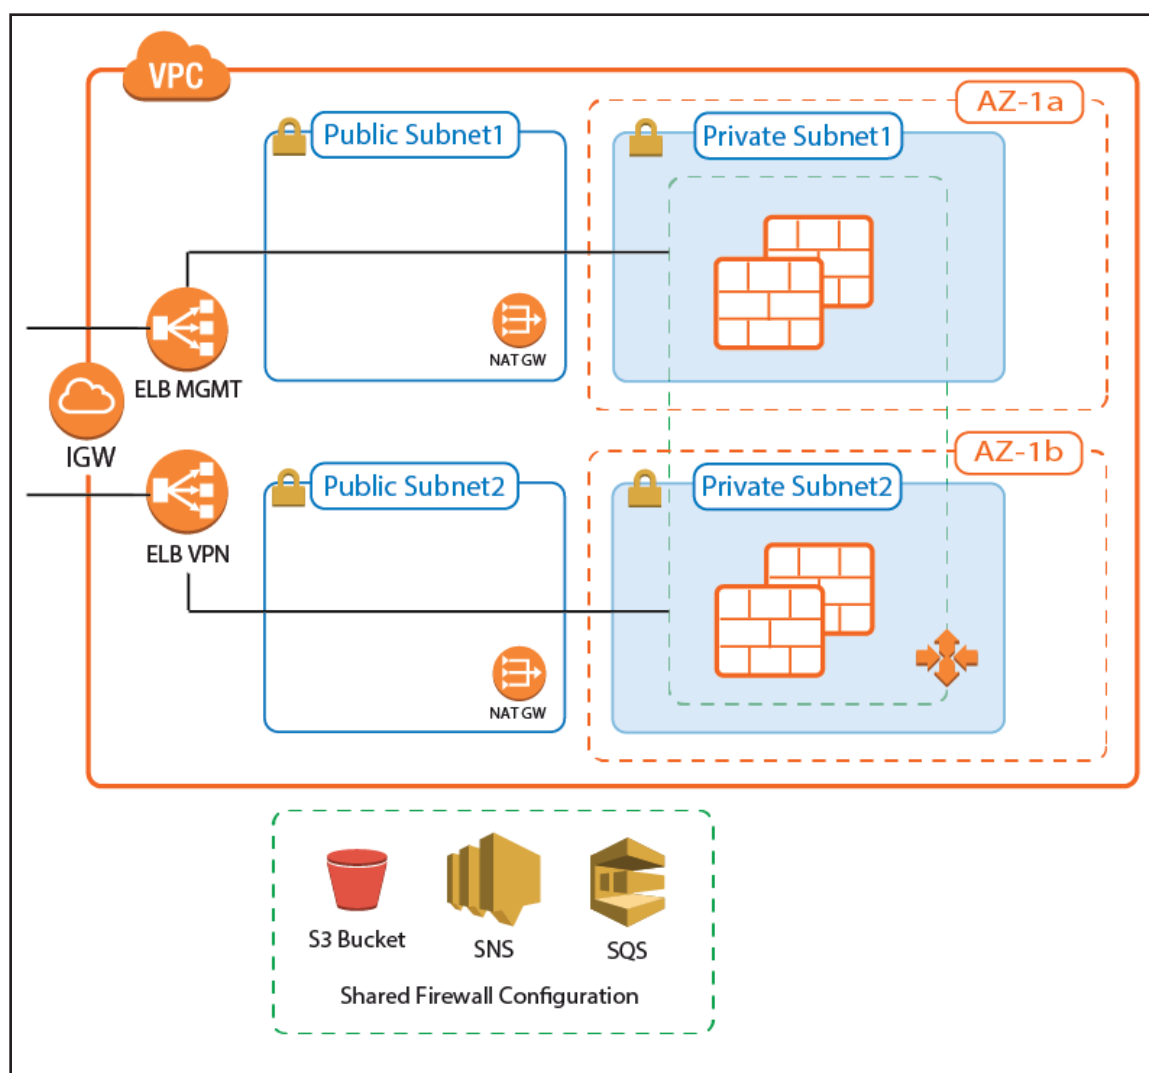 VPC
AZ-1a
Public Subnet1
Private Subnet1
NAT GW
ELB MGMT
IGW
AZ-1b
Public Subnet2
Private Subnet2
ELB VPN
NAT GW
S3 Bucket
SNS
SQS
Shared Firewall Configuration